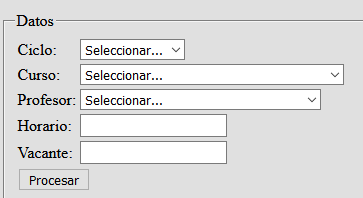 Datos
Ciclo: Seleccionar...
Curso: Seleccionar...
Profesor: Seleccionar...
Horario:
Vacante:
Procesar